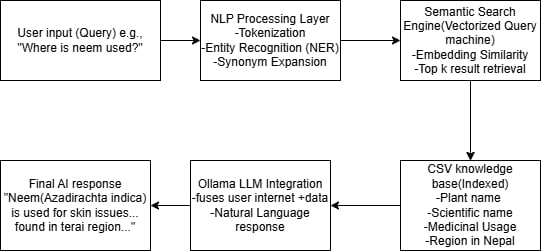 User input (Query) e.g.,
"Where is neem used?"
NLP Processing Layer
-Tokenization
-Entity Recognition (NER)
-Synonym Expansion
Semantic Search
Engine(Vectorized Query
machine)
-Embedding Similarity
-Top k result retrieval
CSV knowledge
base(Indexed)
-Plant name
-Scientific name
-Medicinal Usage
-Region in Nepal
Ollama LLM Integration
-fuses user internet +data
-Natural Language
response
Final AI response
"Neem(Azadirachta indica)
is used for skin issues...
found in terai region..."